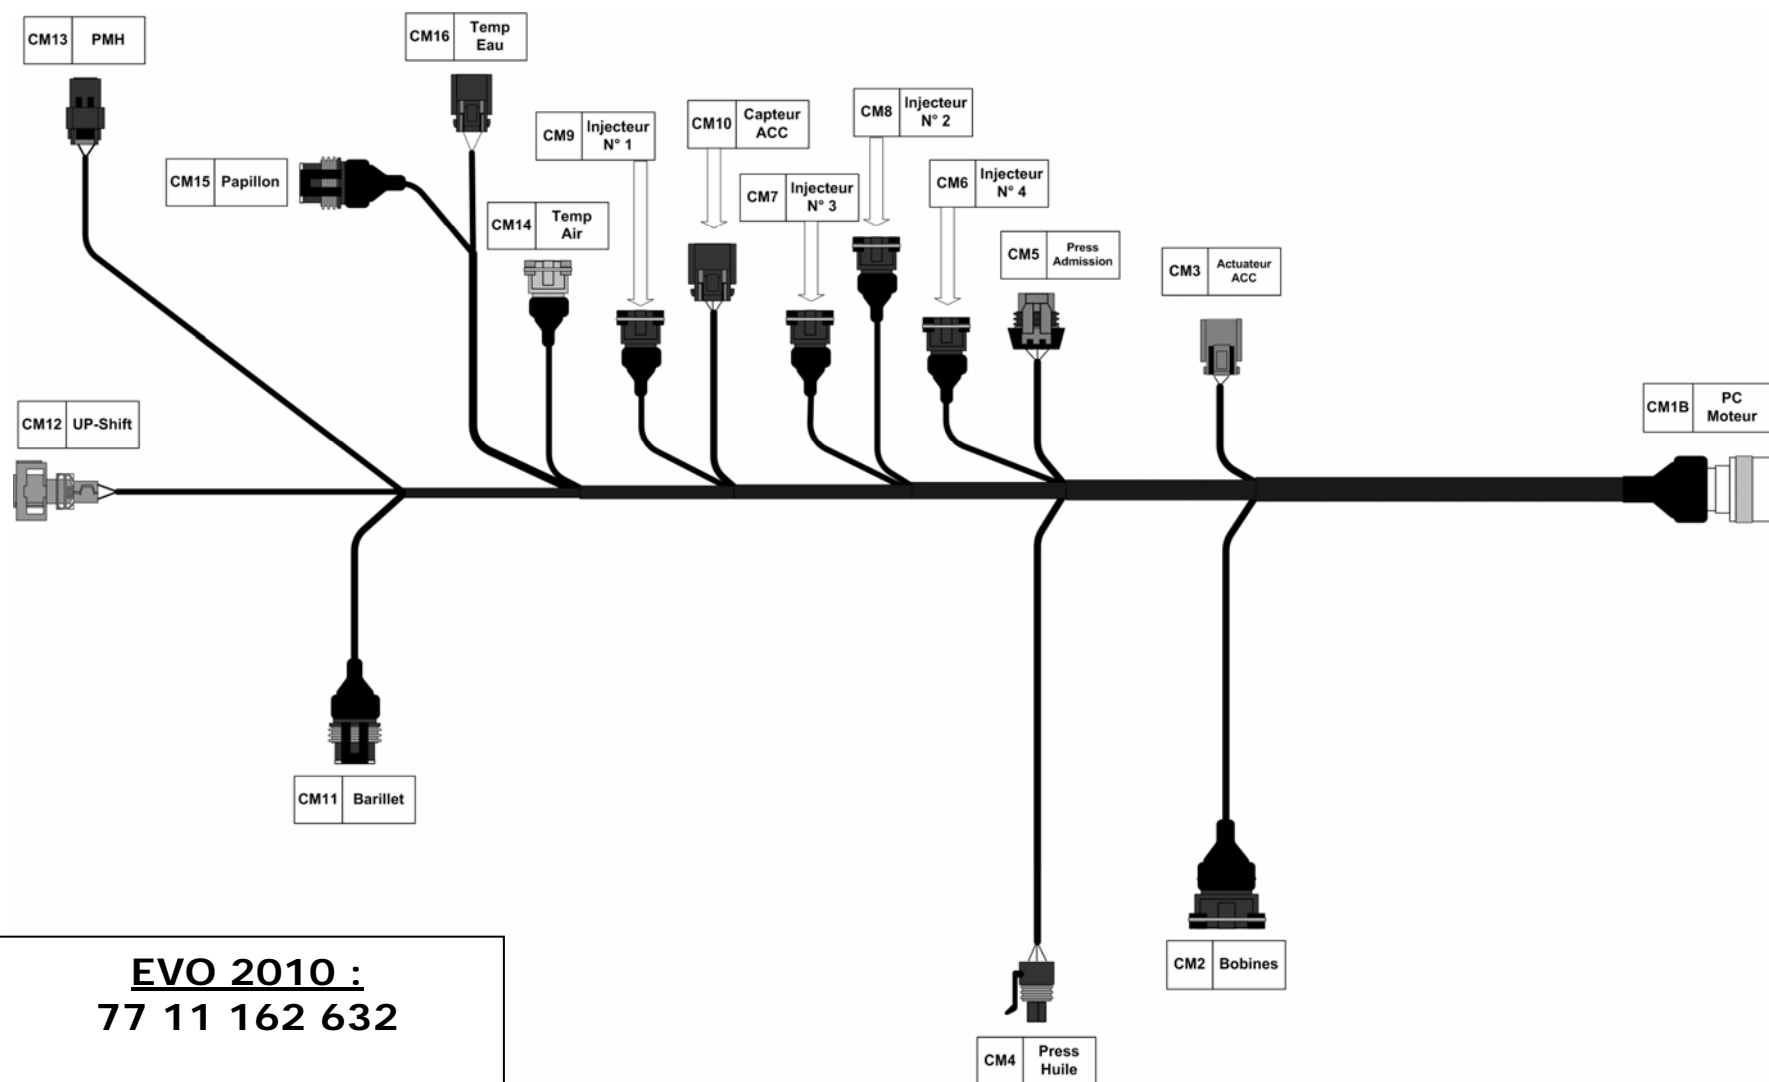 CM13 PMH
CM16 Temp
Eau
CM9 Injecteur
N° 1
CM10 Capteur
ACC
CM8 Injecteur
N° 2
CM15 Papillon
CM14 Temp
Air
CM7 Injecteur
N° 3
CM6 Injecteur
N° 4
CM5 Press
Admission
CM3 Actuateur
ACC
CM12 UP-Shift
CM1B PC
Moteur
CM11 Barillet
CM2 Bobines
CM4 Press
Huile
EVO 2010 :
77 11 162 632